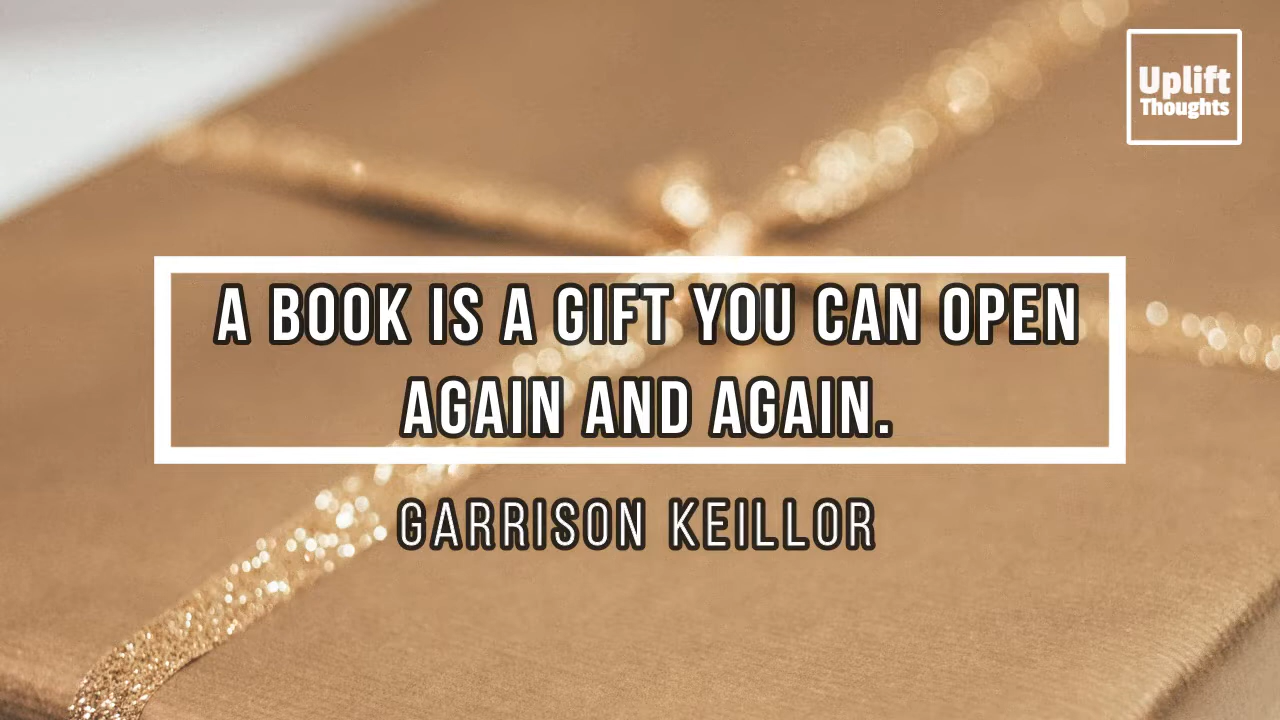 Uplift
Thoughts
A BOOK IS A GIFT YOU CAN OPEN
AGAIN AND AGAIN.
GARRISON KEILLOR